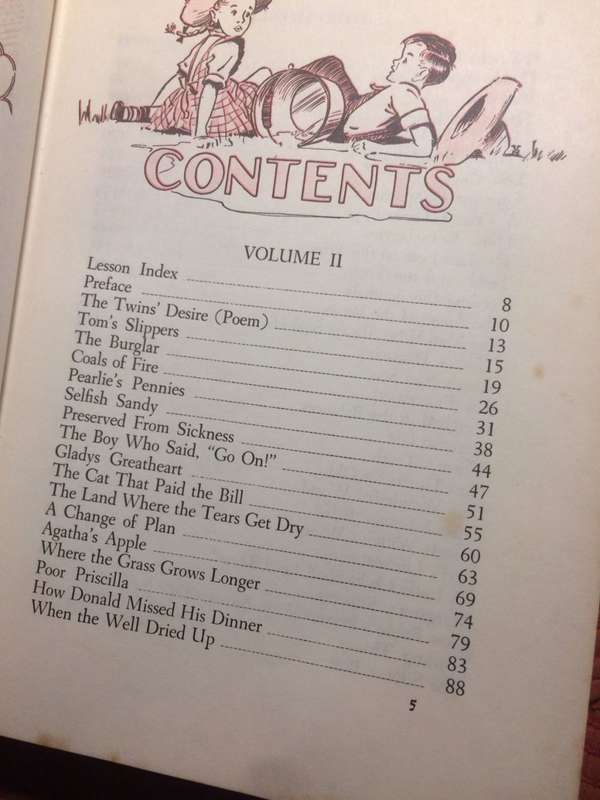 CONTENTS
VOLUME II
Lesson Index 8
Preface 10
The Twins' Desire (Poem) 13
Tom's Slippers 15
The Burglar 19
Coals of Fire 26
Pearlie's Pennies 31
Selfish Sandy 38
Preserved From Sickness 44
The Boy Who Said, "Go On!" 47
Gladys Greatheart 51
The Cat That Paid the Bill 55
The Land Where the Tears Get Dry 60
A Change of Plan 63
Agatha's Apple 69
Where the Grass Grows Longer 74
Poor Priscilla 79
How Donald Missed His Dinner 83
When the Well Dried Up 88
5